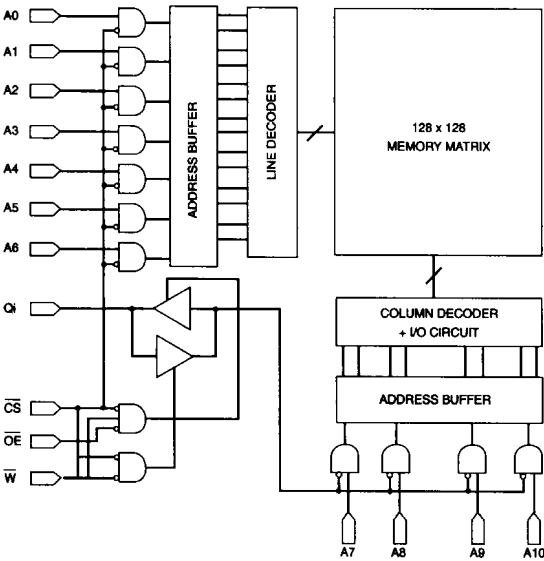 A0
A1
A2
A3
A4
A5
A6
Qi
CS
OE
W
ADDRESS BUFFER
LINE DECODER
128 x 128
MEMORY MATRIX
COLUMN DECODER
+ I/O CIRCUIT
ADDRESS BUFFER
A7
A8
A9
A10